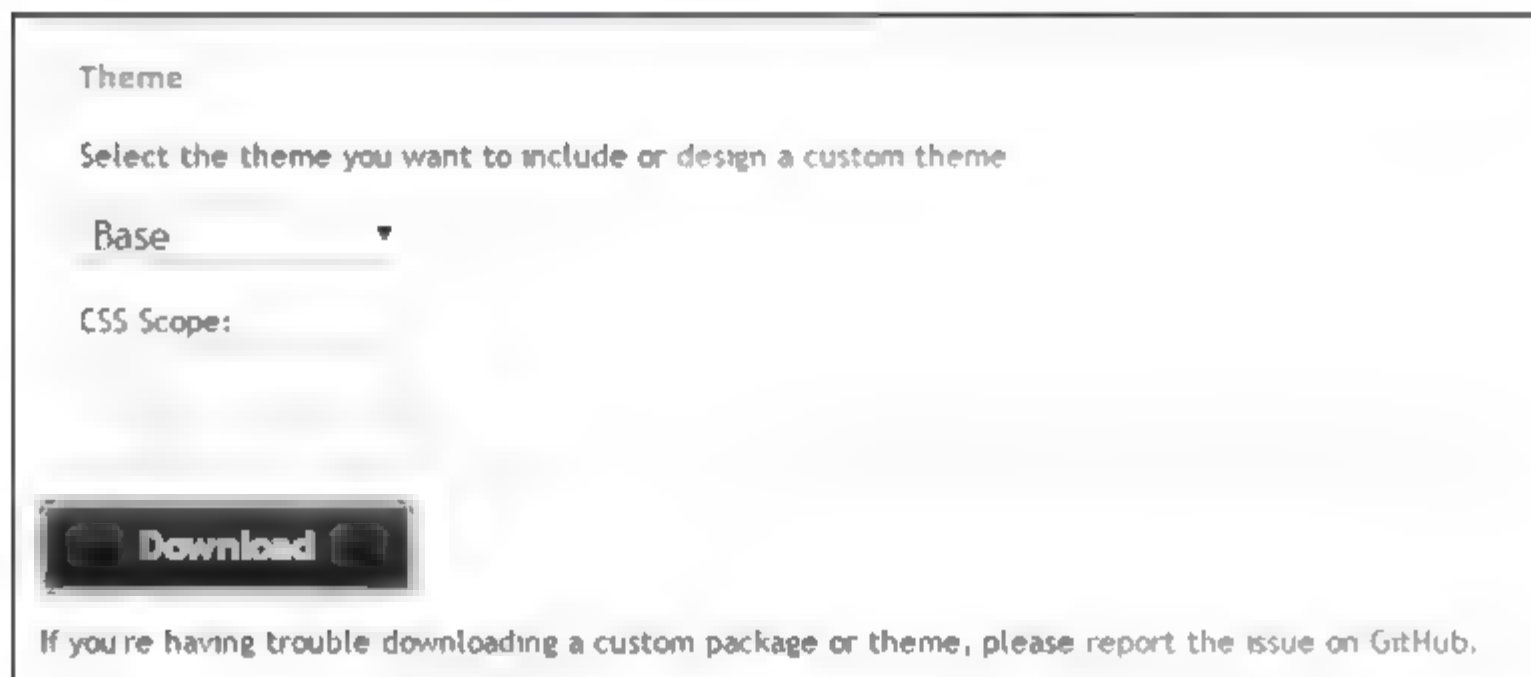 Theme
Select the theme you want to include or design a custom theme
Base
CSS Scope:
Download
If you're having trouble downloading a custom package or theme, please report the issue on GitHub.